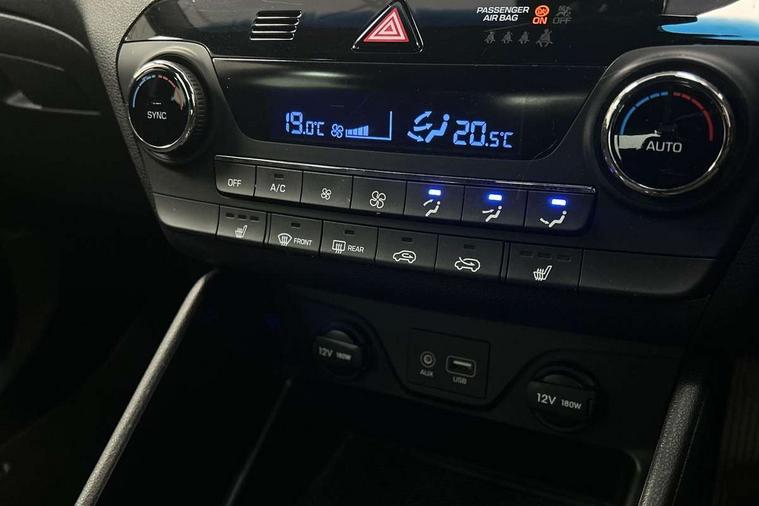 PASSENGER
AIR BAG
ON OFF
19.0°C
20.5°C
SYNC
AUTO
OFF
A/C
FRONT
REAR
12V 180W
AUX
USB
12V 180W